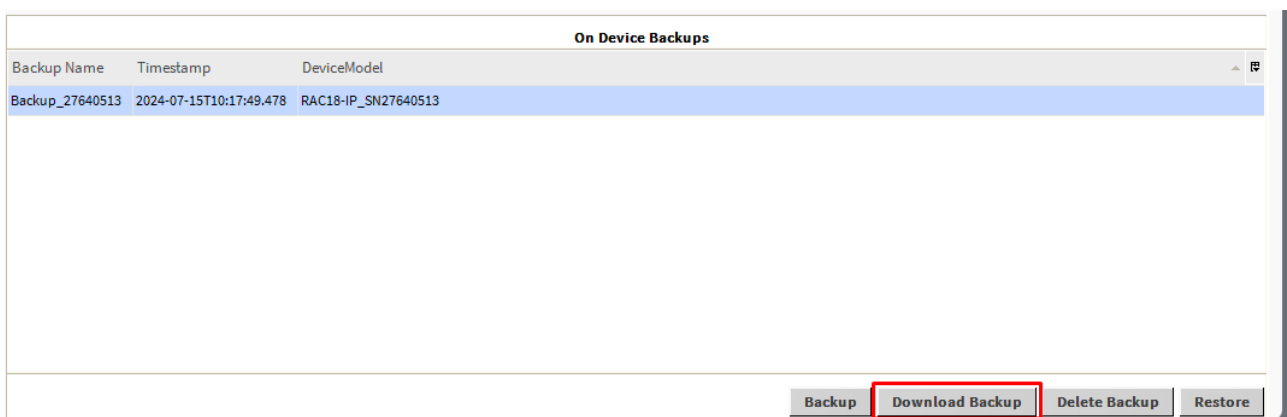 On Device Backups
Backup Name Timestamp DeviceModel
Backup_27640513 2024-07-15T10:17:49.478 RAC18-IP_SN27640513
Backup Download Backup Delete Backup Restore